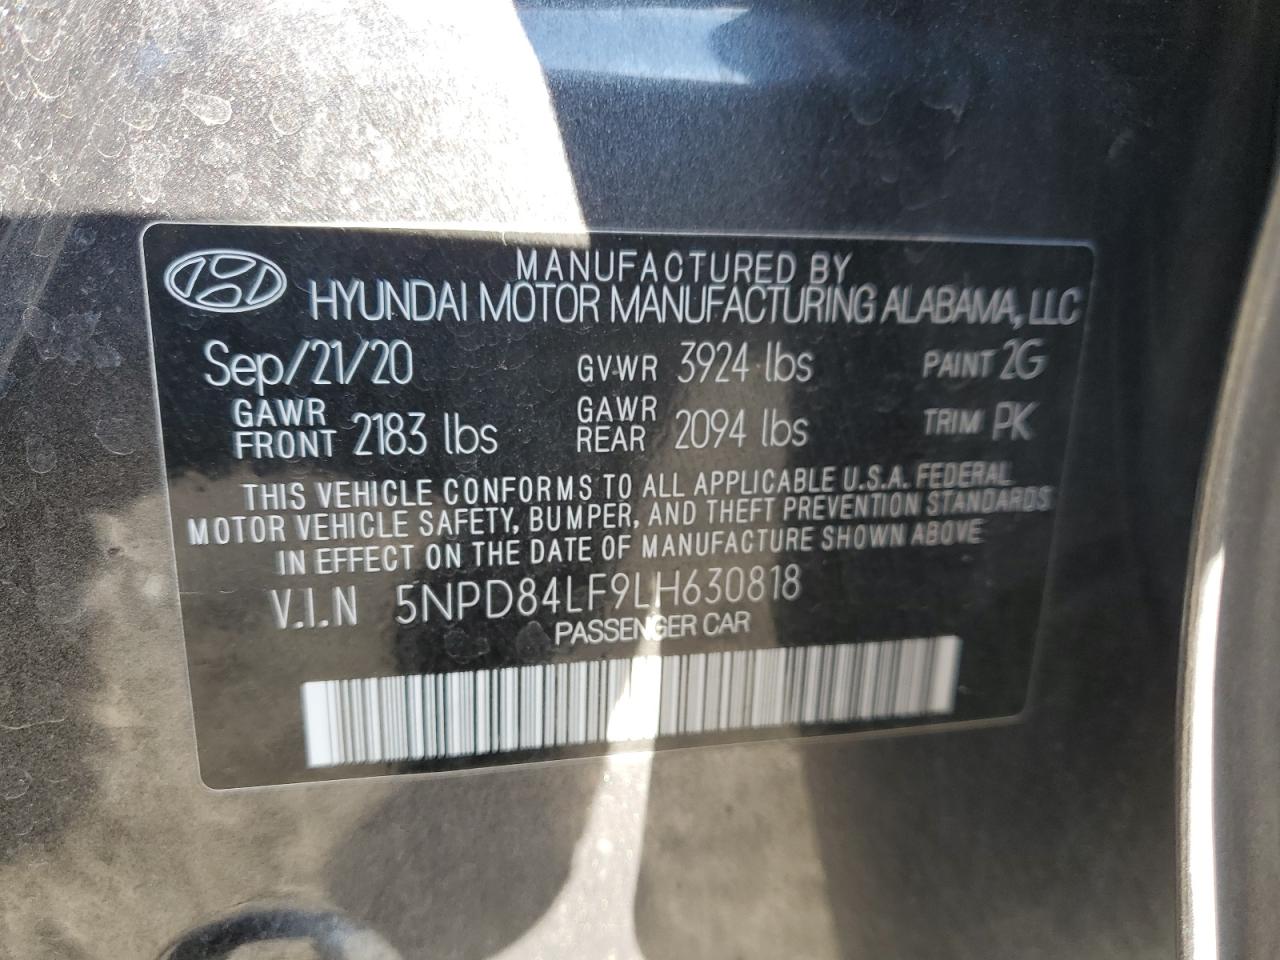 MANUFACTURED BY
HYUNDAI MOTOR MANUFACTURING ALABAMA, LLC
Sep/21/20 GVWR 3924 lbs PAINT 2G
GAWR FRONT 2183 lbs GAWR REAR 2094 lbs TRIM PK
THIS VEHICLE CONFORMS TO ALL APPLICABLE U.S.A. FEDERAL
MOTOR VEHICLE SAFETY, BUMPER, AND THEFT PREVENTION STANDARDS
IN EFFECT ON THE DATE OF MANUFACTURE SHOWN ABOVE
V.I.N 5NPD84LF9LH630818
PASSENGER CAR